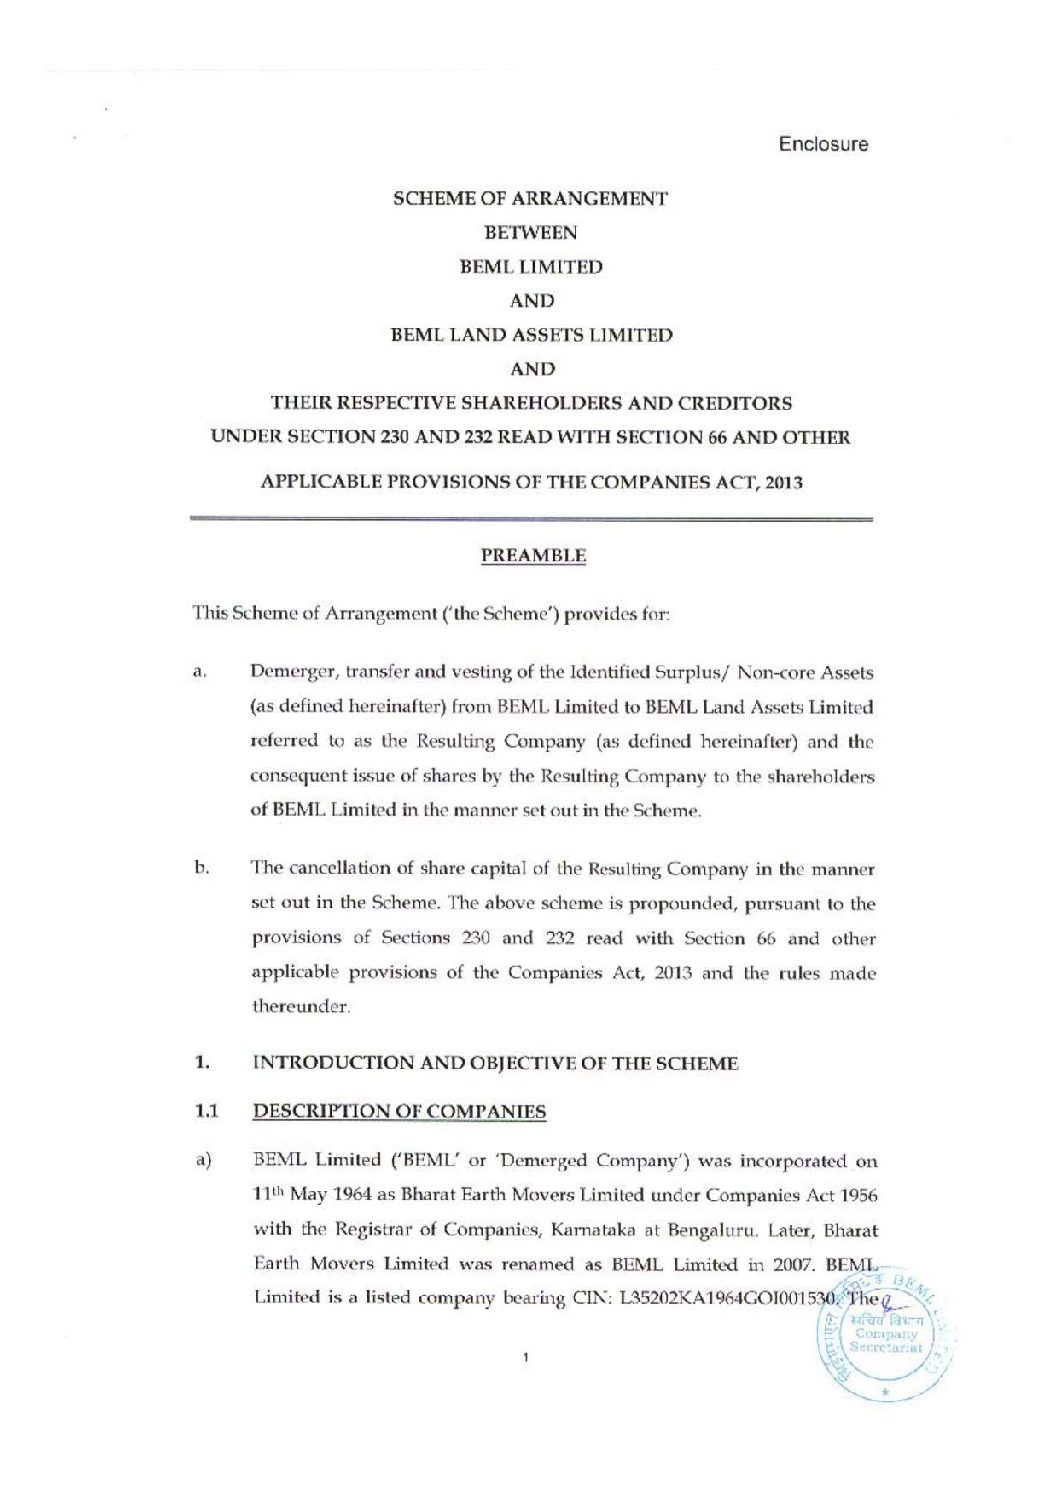 Enclosure
SCHEME OF ARRANGEMENT
BETWEEN
BEML LIMITED
AND
BEML LAND ASSETS LIMITED
AND
THEIR RESPECTIVE SHAREHOLDERS AND CREDITORS
UNDER SECTION 230 AND 232 READ WITH SECTION 66 AND OTHER
APPLICABLE PROVISIONS OF THE COMPANIES ACT, 2013
PREAMBLE
This Scheme of Arrangement ('the Scheme') provides for:
a. Demerger, transfer and vesting of the Identified Surplus/ Non-core Assets
(as defined hereinafter) from BEML Limited to BEML Land Assets Limited
referred to as the Resulting Company (as defined hereinafter) and the
consequent issue of shares by the Resulting Company to the shareholders
of BEML Limited in the manner set out in the Scheme.
b. The cancellation of share capital of the Resulting Company in the manner
set out in the Scheme. The above scheme is propounded, pursuant to the
provisions of Sections 230 and 232 read with Section 66 and other
applicable provisions of the Companies Act, 2013 and the rules made
thereunder.
1. INTRODUCTION AND OBJECTIVE OF THE SCHEME
1.1 DESCRIPTION OF COMPANIES
a) BEML Limited ('BEML' or 'Demerged Company') was incorporated on
11th May 1964 as Bharat Earth Movers Limited under Companies Act 1956
with the Registrar of Companies, Karnataka at Bengaluru. Later, Bharat
Earth Movers Limited was renamed as BEML Limited in 2007. BEML
Limited is a listed company bearing CIN: L35202KA1964GOI001530. The
BEML LIMITED
सचिव विभाग
Company
Secretariat
1